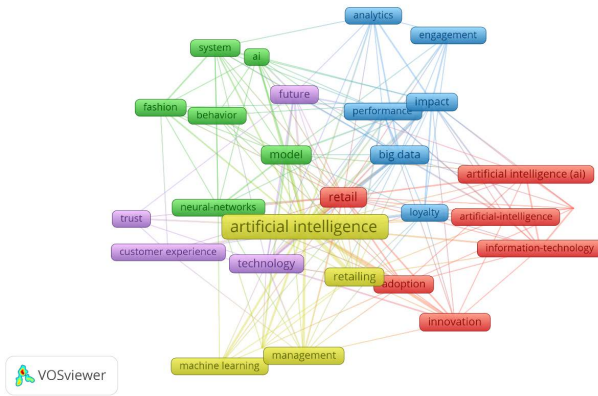 analytics
engagement
system
ai
future
impact
fashion
behavior
performance
model
big data
artificial intelligence (ai)
retail
neural-networks
loyalty
artificial-intelligence
trust
artificial intelligence
information-technology
customer experience
technology
retailing
adoption
innovation
management
machine learning
VOSviewer